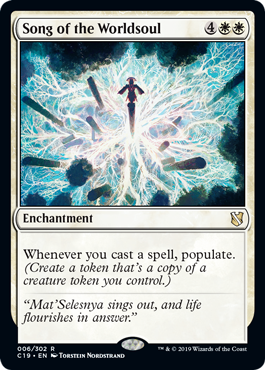 Song of the Worldsoul 4
Enchantment
Whenever you cast a spell, populate.
(Create a token that's a copy of a
creature token you control.)
"Mat'Selesnya sings out, and life
flourishes in answer."
006/302 R
C19 • EN Torstein Nordstrand
™ & © 2019 Wizards of the Coast